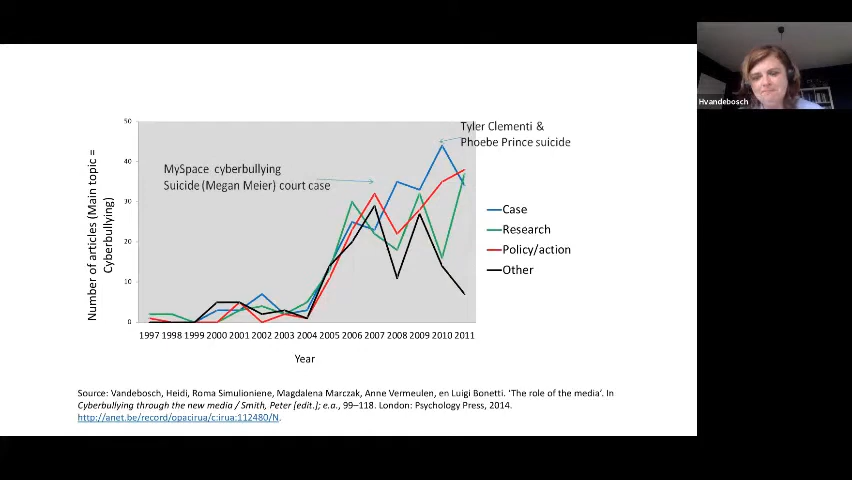 Hvandebosch
Tyler Clementi &
Phoebe Prince suicide
MySpace cyberbullying
Suicide (Megan Meier) court case
Number of articles (Main topic =
Cyberbullying)
50
40
30
20
10
0
1997 1998 1999 2000 2001 2002 2003 2004 2005 2006 2007 2008 2009 2010 2011
Year
Case
Research
Policy/action
Other
Source: Vandebosch, Heidi, Roma Simulioniene, Magdalena Marczak, Anne Vermeulen, en Luigi Bonetti. ‘The role of the media’. In
Cyberbullying through the new media / Smith, Peter [edit.]; e.a., 99–118. London: Psychology Press, 2014.
http://anet.be/record/opacirua/c:irua:112480/N.